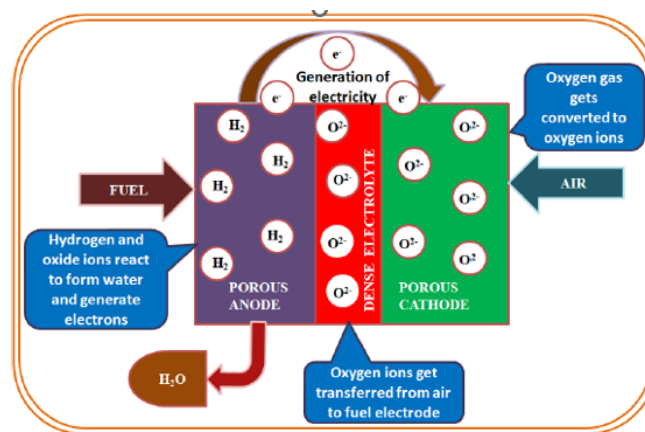 e-
Generation of
electricity
e-
e-
Oxygen gas
gets
converted to
oxygen ions
H₂
H₂
H₂
H₂
H₂
O²-
O²-
O²-
O²-
O²-
O²-
O²-
O²-
O²
FUEL
AIR
Hydrogen and
oxide ions react
to form water
and generate
electrons
POROUS
ANODE
DENSE ELECTROLYTE
POROUS
CATHODE
H₂O
Oxygen ions get
transferred from air
to fuel electrode